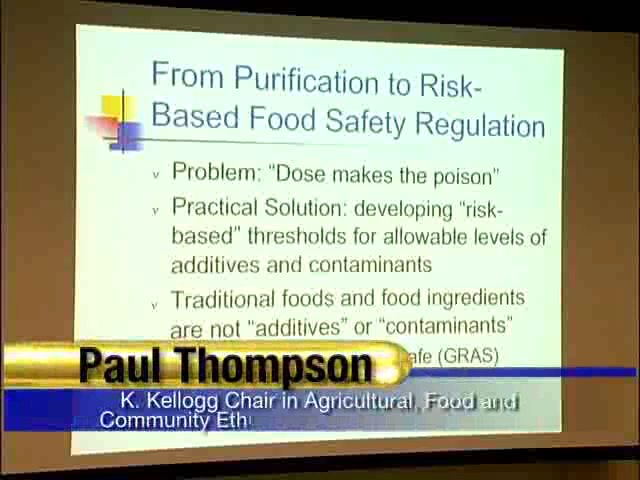 From Purification to Risk-
Based Food Safety Regulation
v Problem: “Dose makes the poison”
v Practical Solution: developing “risk-
based” thresholds for allowable levels of
additives and contaminants
v Traditional foods and food ingredients
are not “additives” or “contaminants”
(GRAS)
Paul Thompson
K. Kellogg Chair in Agricultural, Food and
Community